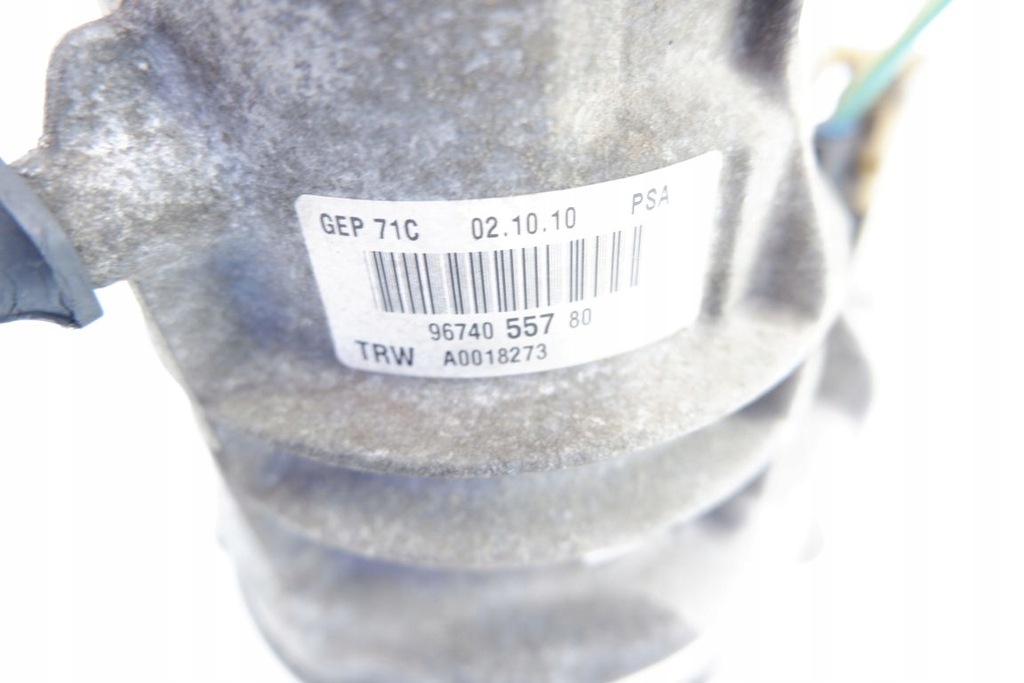 GEP 71C 02.10.10 PSA
96740 557 80
TRW A0018273